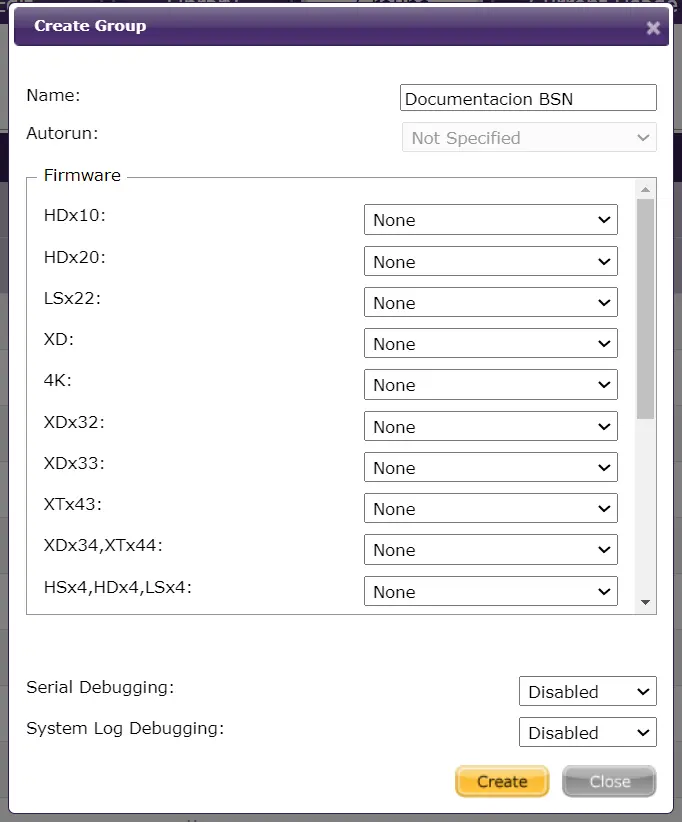 Create Group
Name: Documentacion BSN
Autorun: Not Specified
Firmware
HDx10: None
HDx20: None
LSx22: None
XD: None
4K: None
XDx32: None
XDx33: None
XTx43: None
XDx34,XTx44: None
HSx4,HDx4,LSx4: None
Serial Debugging: Disabled
System Log Debugging: Disabled
Create Close